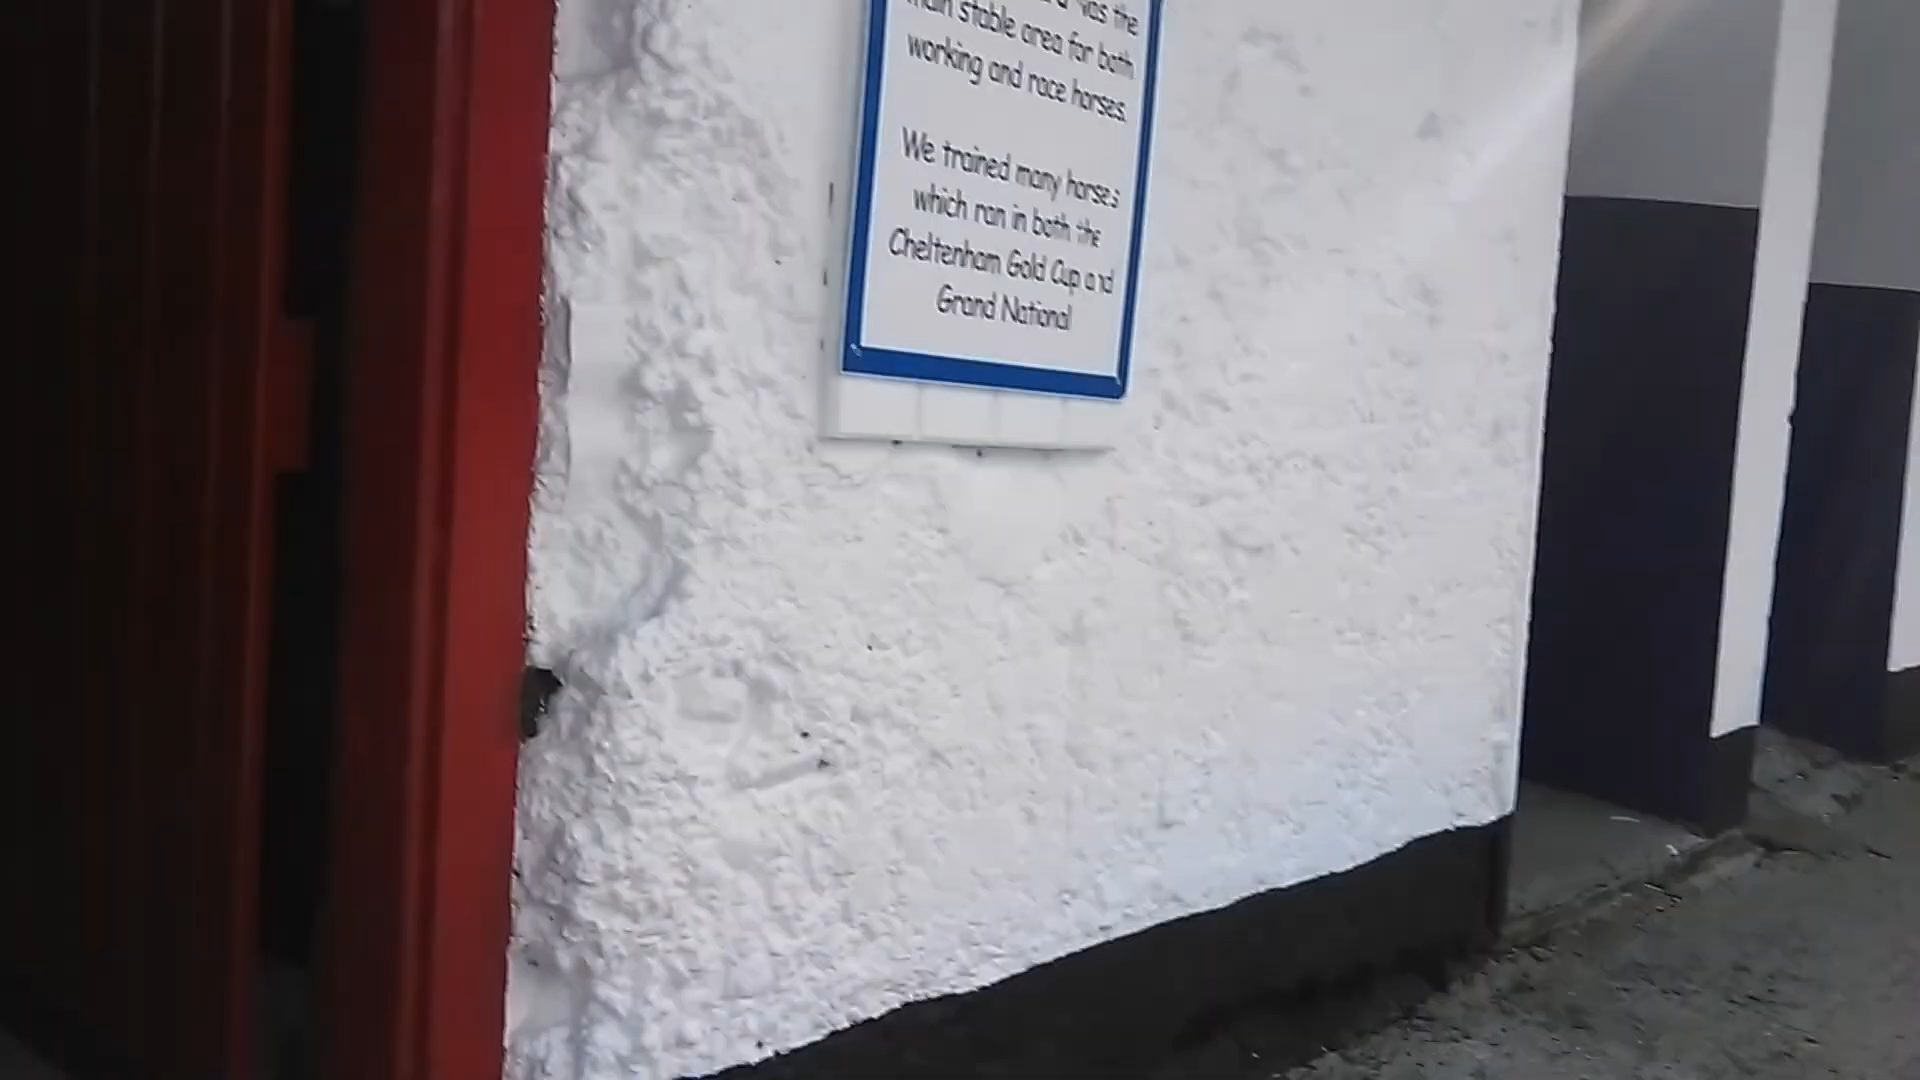 the
main stable area for both
working and race horses.
We trained many horses
which ran in both the
Cheltenham Gold Cup and
Grand National